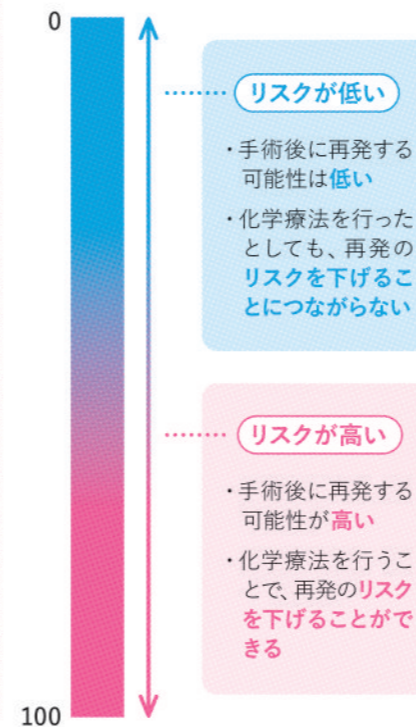 0
リスクが低い
・手術後に再発する
可能性は低い
・化学療法を行った
としても、再発の
リスクを下げるこ
とにつながらない
リスクが高い
・手術後に再発する
可能性が高い
・化学療法を行うこ
とで、再発のリスク
を下げることがで
きる
100